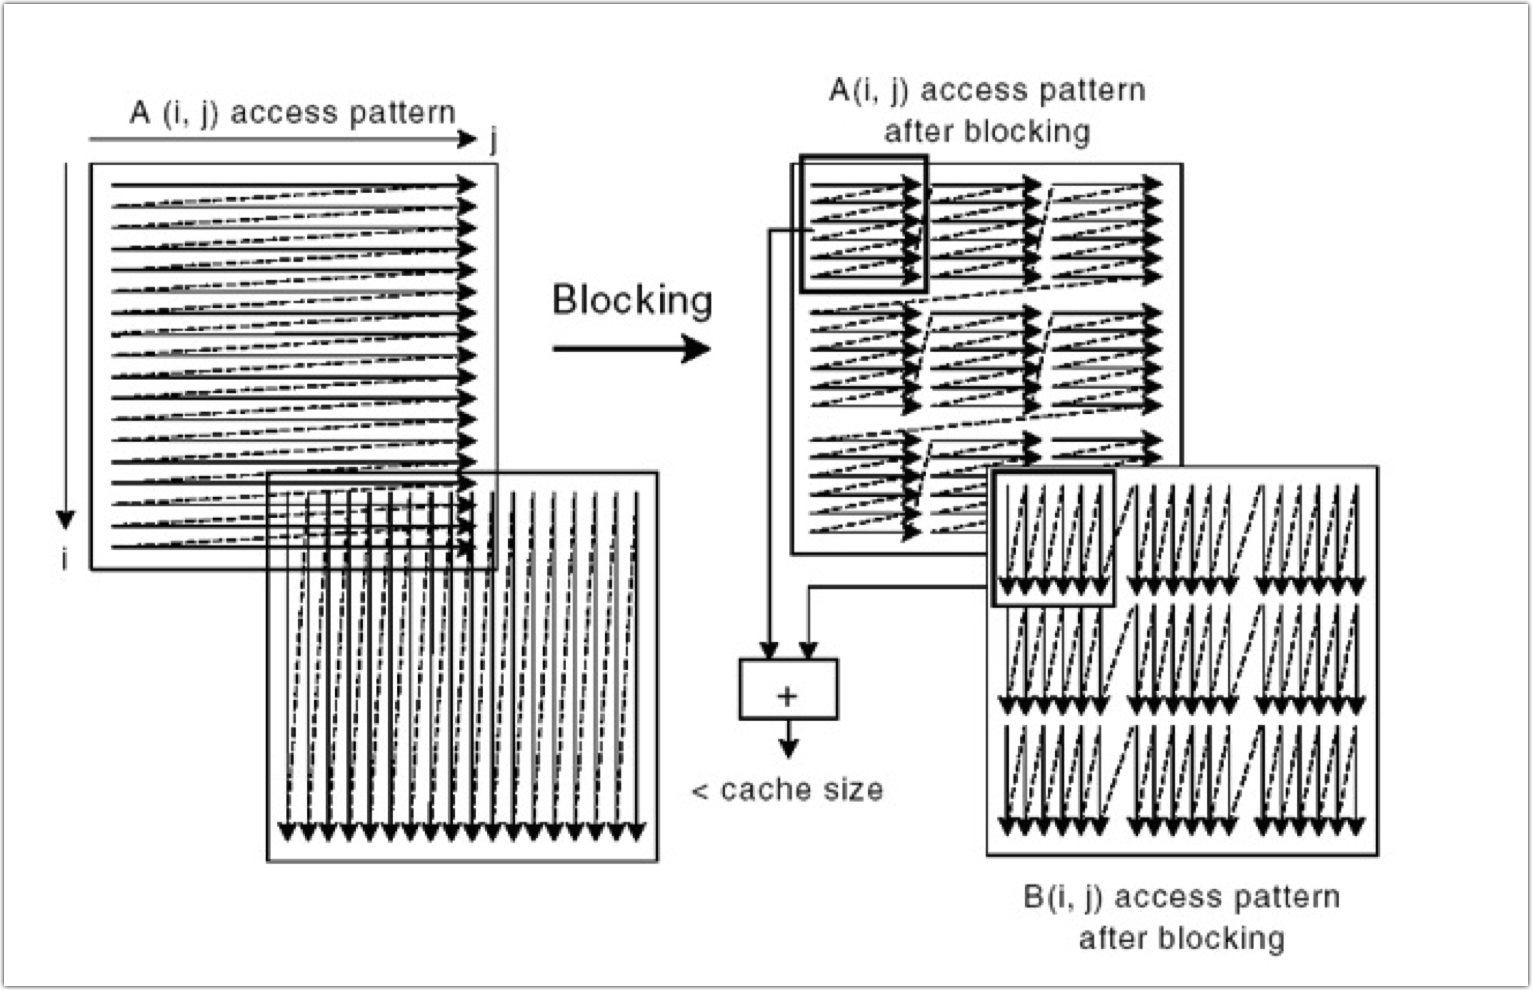 A (i, j) access pattern
j
i
Blocking
A(i, j) access pattern
after blocking
+
< cache size
B(i, j) access pattern
after blocking